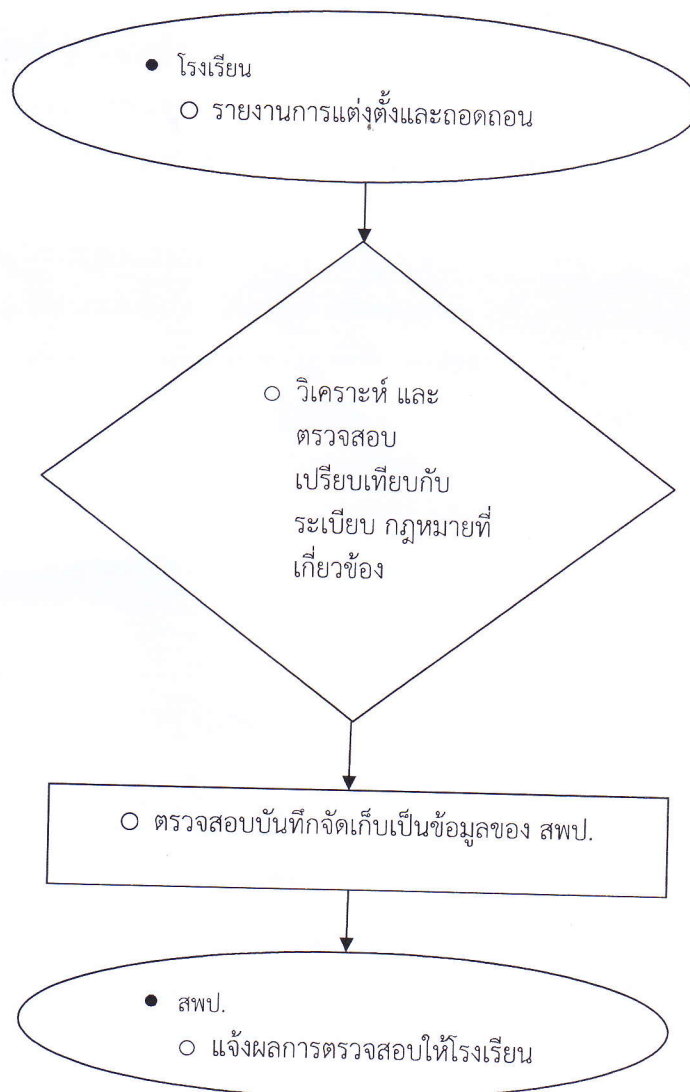 ● โรงเรียน
○ รายงานการแต่งตั้งและถอดถอน
○ วิเคราะห์ และ
ตรวจสอบ
เปรียบเทียบกับ
ระเบียบ กฎหมายที่
เกี่ยวข้อง
○ ตรวจสอบบันทึกจัดเก็บเป็นข้อมูลของ สพป.
● สพป.
○ แจ้งผลการตรวจสอบให้โรงเรียน